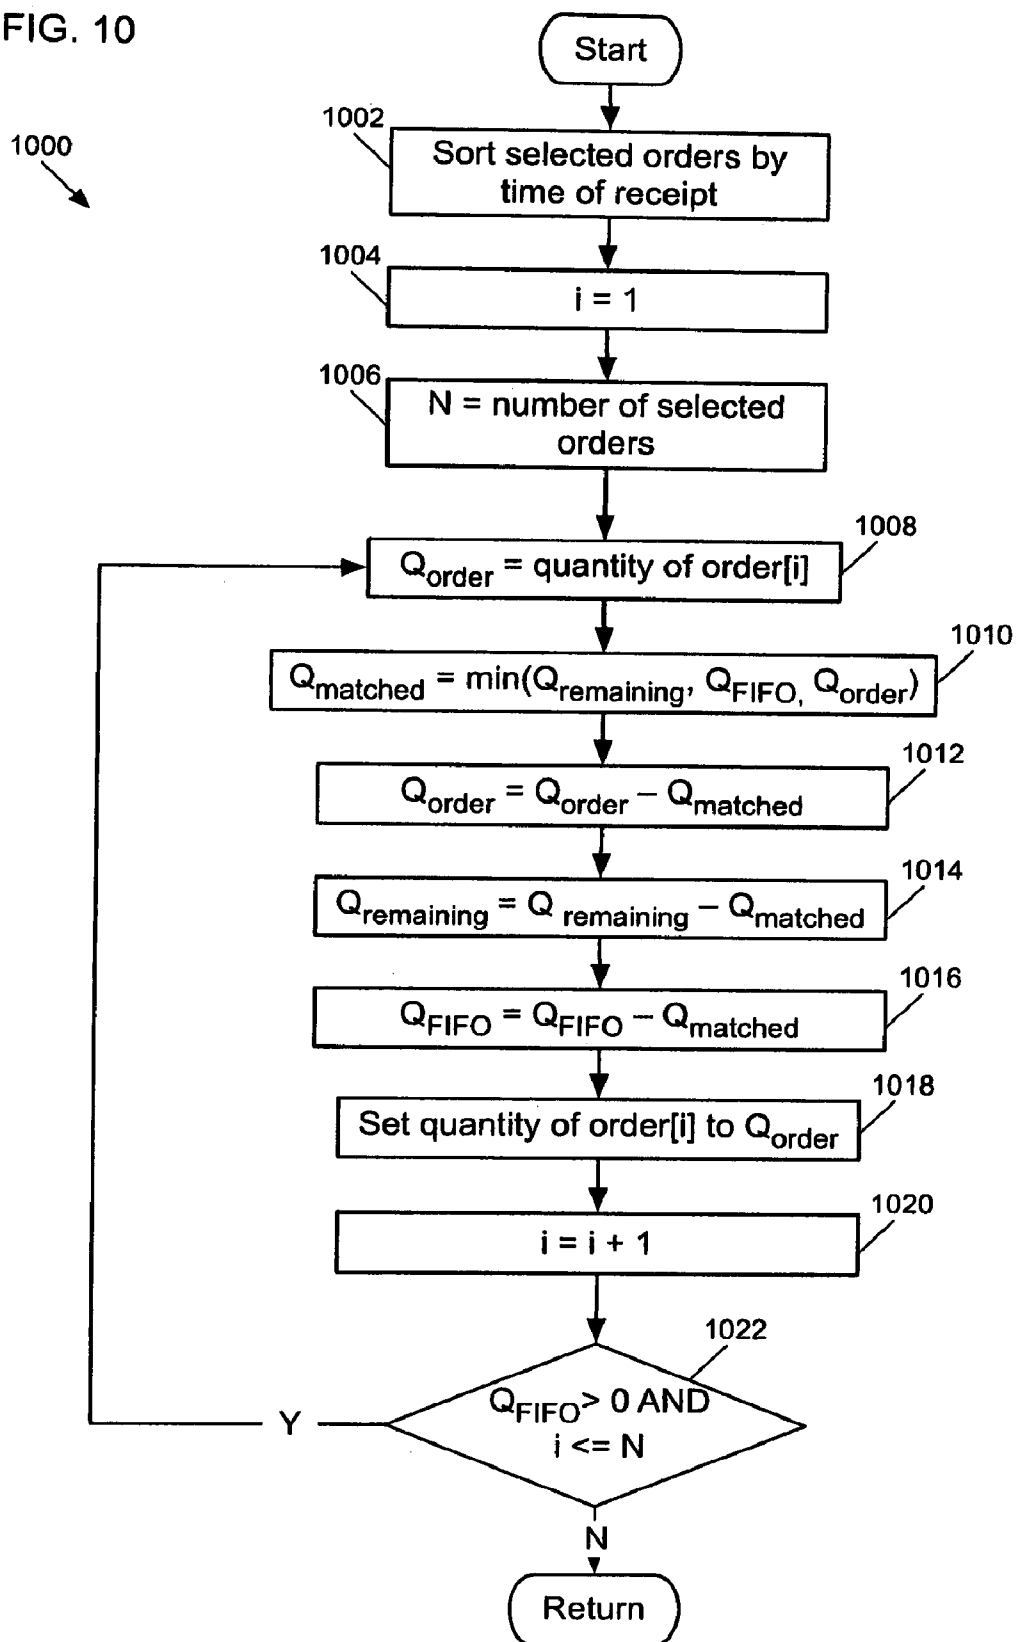 FIG. 10
Start
1000
1002
Sort selected orders by
time of receipt
1004
i = 1
1006
N = number of selected
orders
1008
Qorder = quantity of order[i]
1010
Qmatched = min(Qremaining, QFIFO, Qorder)
1012
Qorder = Qorder – Qmatched
1014
Qremaining = Q remaining – Qmatched
1016
QFIFO = QFIFO – Qmatched
1018
Set quantity of order[i] to Qorder
1020
i = i + 1
1022
QFIFO> 0 AND
i <= N
Y
N
Return